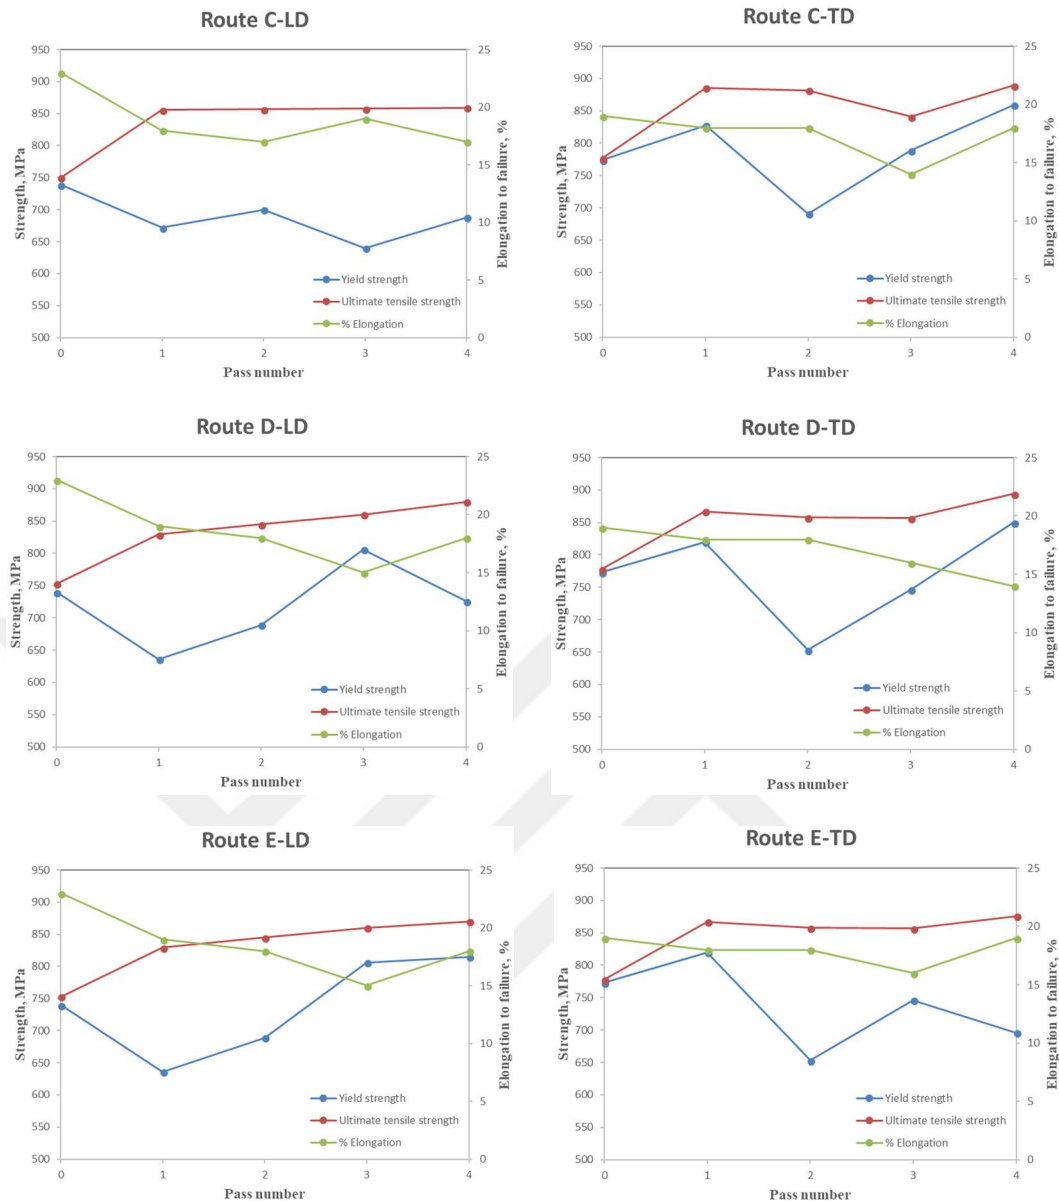 Route C-LD
950
900
850
800
750
700
650
600
550
500
Strength, MPa
25
20
15
10
5
0
Elongation to failure, %
Yield strength
Ultimate tensile strength
% Elongation
0 1 2 3 4
Pass number
Route C-TD
950
900
850
800
750
700
650
600
550
500
Strength, MPa
25
20
15
10
5
0
Elongation to failure, %
Yield strength
Ultimate tensile strength
% Elongation
0 1 2 3 4
Pass number
Route D-LD
950
900
850
800
750
700
650
600
550
500
Strength, MPa
25
20
15
10
5
0
Elongation to failure, %
Yield strength
Ultimate tensile strength
% Elongation
0 1 2 3 4
Pass number
Route D-TD
950
900
850
800
750
700
650
600
550
500
Strength, MPa
25
20
15
10
5
0
Elongation to failure, %
Yield strength
Ultimate tensile strength
% Elongation
0 1 2 3 4
Pass number
Route E-LD
950
900
850
800
750
700
650
600
550
500
Strength, MPa
25
20
15
10
5
0
Elongation to failure, %
Yield strength
Ultimate tensile strength
% Elongation
0 1 2 3 4
Pass number
Route E-TD
950
900
850
800
750
700
650
600
550
500
Strength, MPa
25
20
15
10
5
0
Elongation to failure, %
Yield strength
Ultimate tensile strength
% Elongation
0 1 2 3 4
Pass number